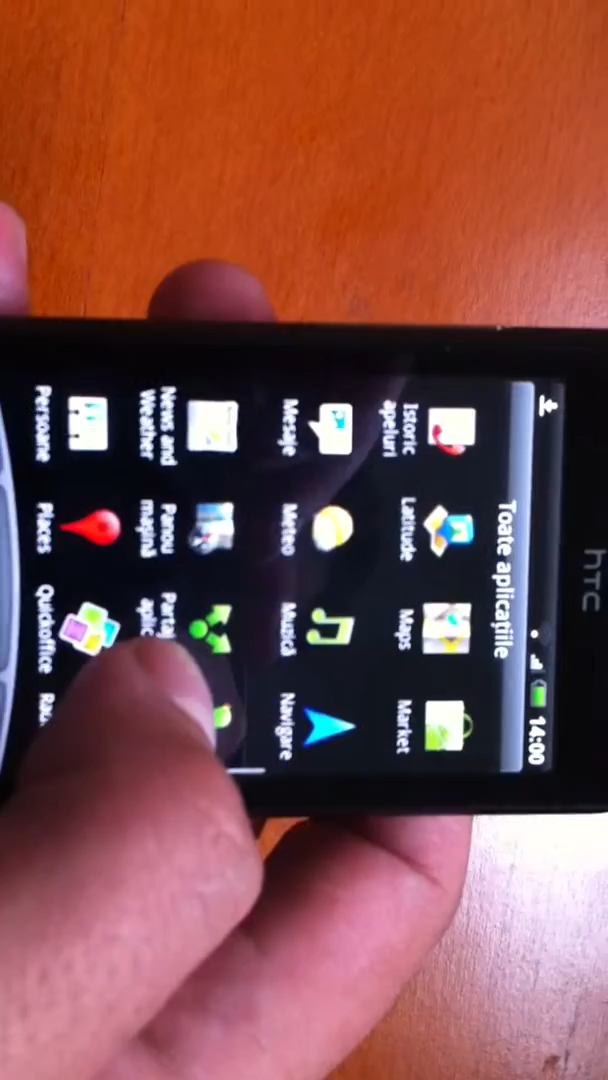 hTC
14:00
Toate aplicațiile
Istoric
apeluri
Latitude
Maps
Market
Mesaje
Meteo
Muzică
Navigare
News and
Weather
Panou
mașină
Persoane
Places
Quickoffice